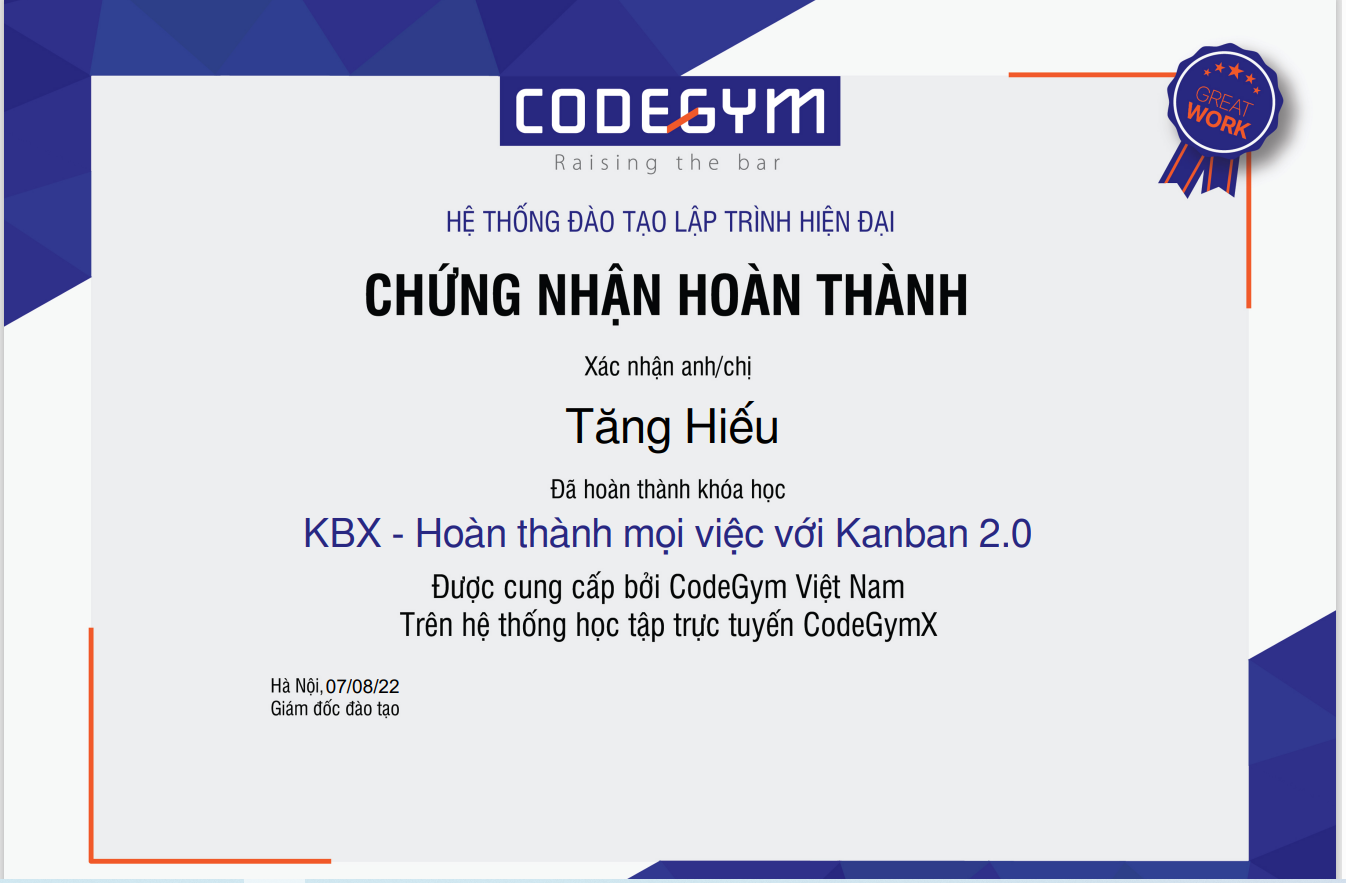 CODEGYM
Raising the bar
GREAT
WORK
HỆ THỐNG ĐÀO TẠO LẬP TRÌNH HIỆN ĐẠI
CHỨNG NHẬN HOÀN THÀNH
Xác nhận anh/chị
Tăng Hiếu
Đã hoàn thành khóa học
KBX - Hoàn thành mọi việc với Kanban 2.0
Được cung cấp bởi CodeGym Việt Nam
Trên hệ thống học tập trực tuyến CodeGymX
Hà Nội, 07/08/22
Giám đốc đào tạo